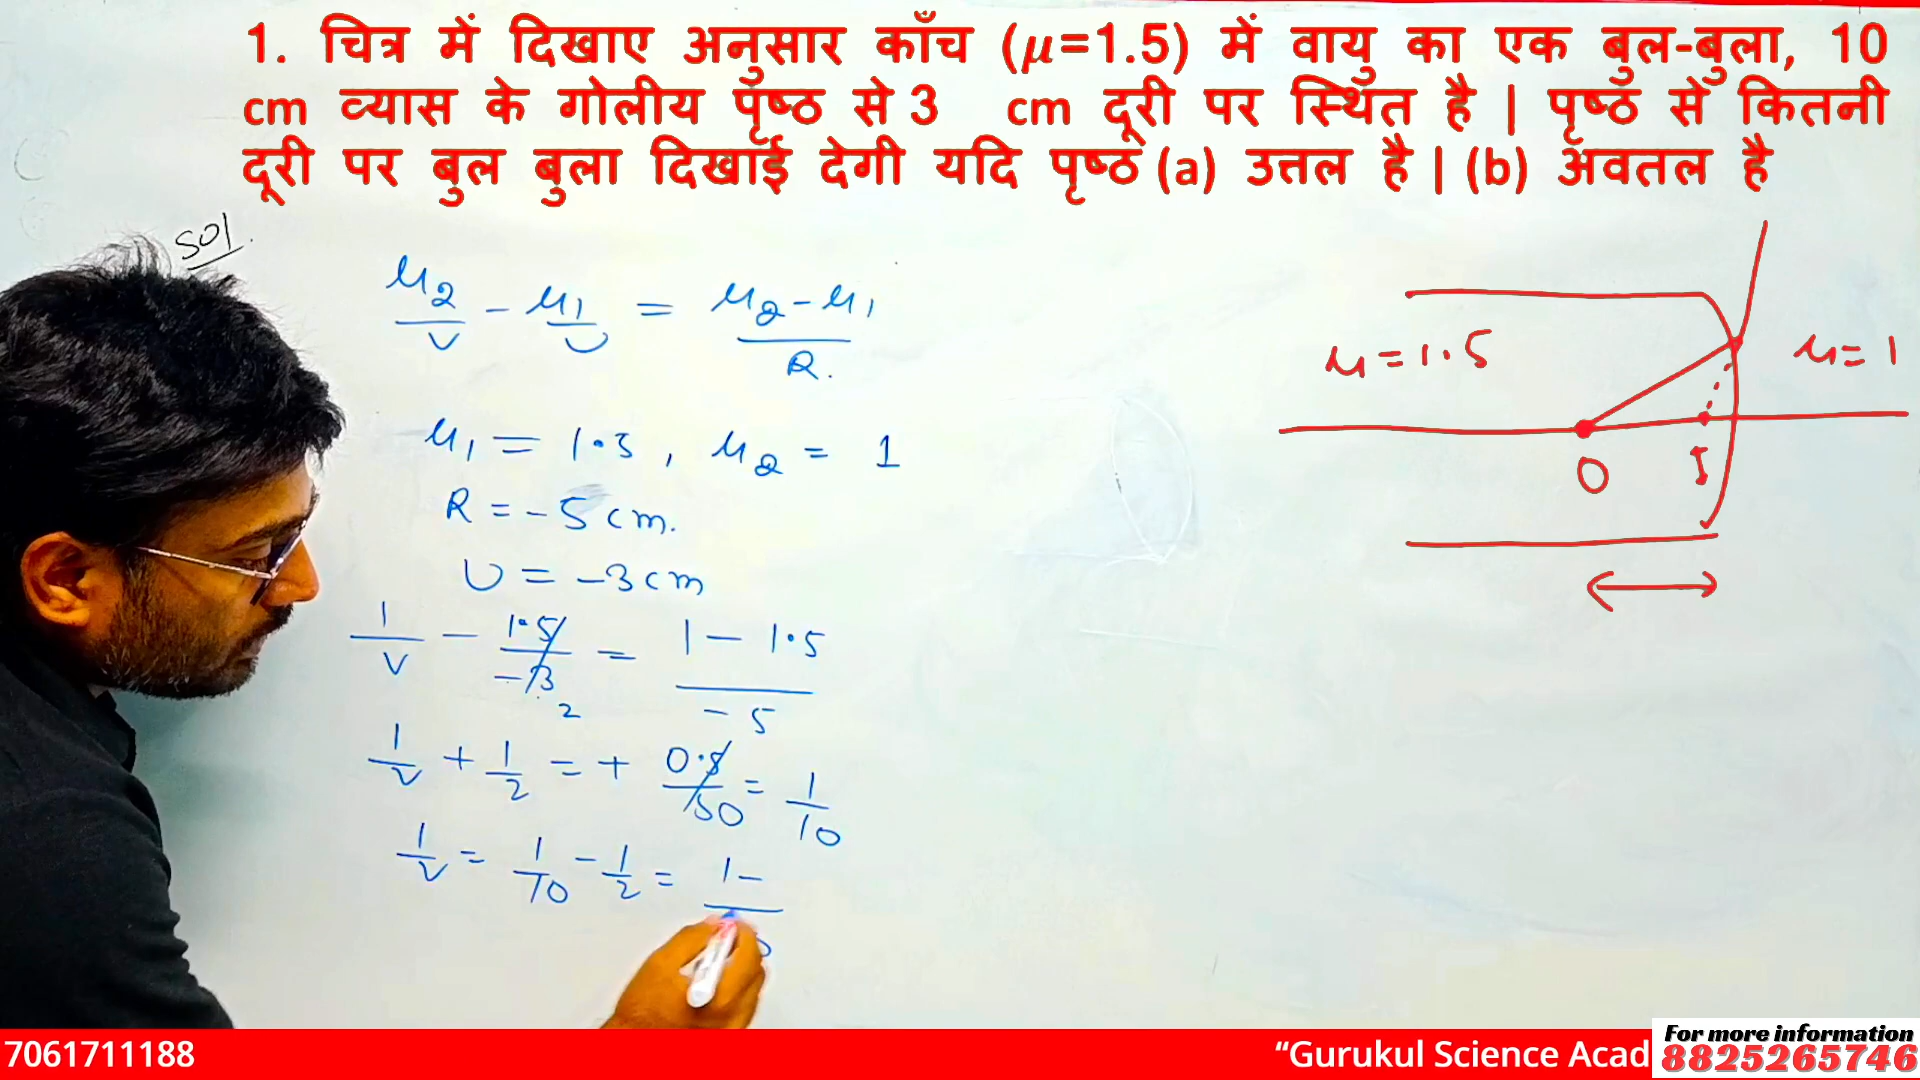 1. चित्र में दिखाए अनुसार काँच (μ=1.5) में वायु का एक बुल-बुला, 10
cm व्यास के गोलीय पृष्ठ से 3 cm दूरी पर स्थित है | पृष्ठ से कितनी
दूरी पर बुल बुला दिखाई देगी यदि पृष्ठ (a) उत्तल है | (b) अवतल है
Sol.
μ2/v - μ1/u = μ2-μ1/R.
μ1 = 1.5, μ2 = 1
R = -5 cm.
u = -3 cm
1/v - 1.5/-3 = 1-1.5/-5
2
1/v + 1/2 = + 0.5/50 = 1/10
1/v = 1/10 - 1/2 = 1-
μ=1.5
μ=1
O
I
7061711188
“Gurukul Science Acad
For more information
8825265746